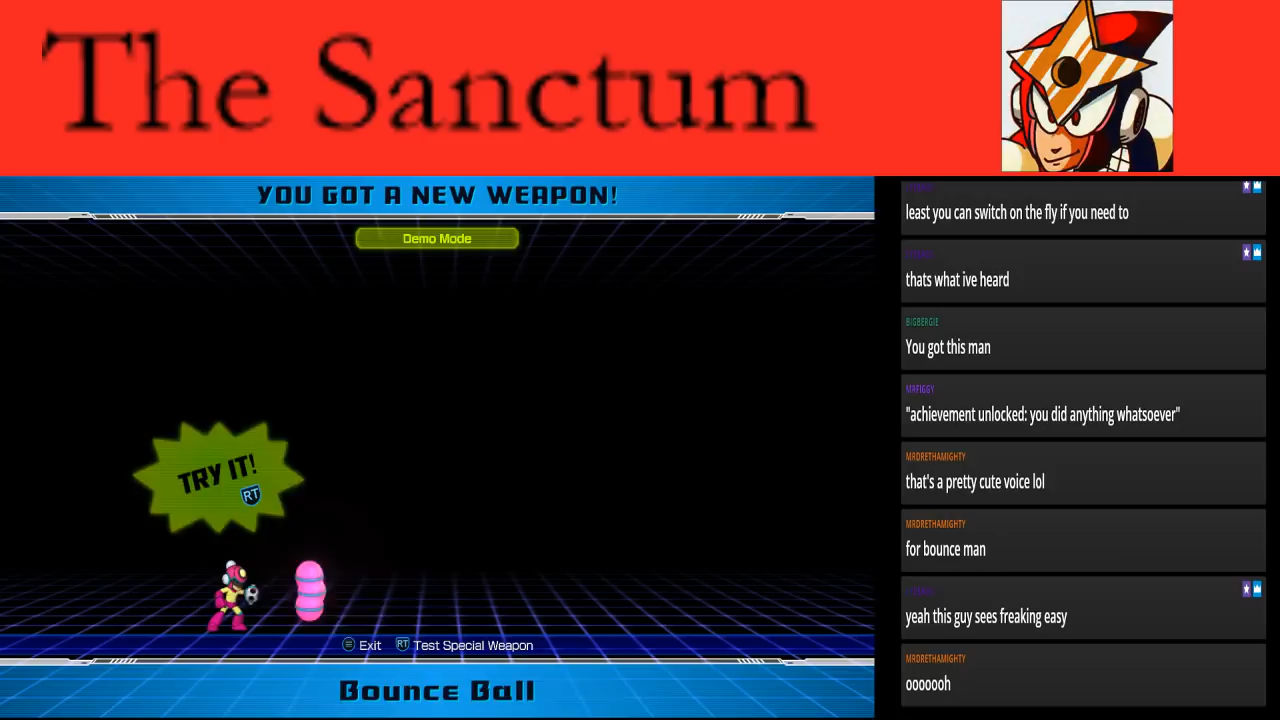 The Sanctum
YOU GOT A NEW WEAPON!
Demo Mode
TRY IT!
RT
Exit
RT
Test Special Weapon
Bounce Ball
least you can switch on the fly if you need to
thats what ive heard
BIGBERGIE
You got this man
MRFIGGY
"achievement unlocked: you did anything whatsoever"
MRDRETHAMIGHTY
that's a pretty cute voice lol
MRDRETHAMIGHTY
for bounce man
yeah this guy sees freaking easy
MRDRETHAMIGHTY
ooooooh